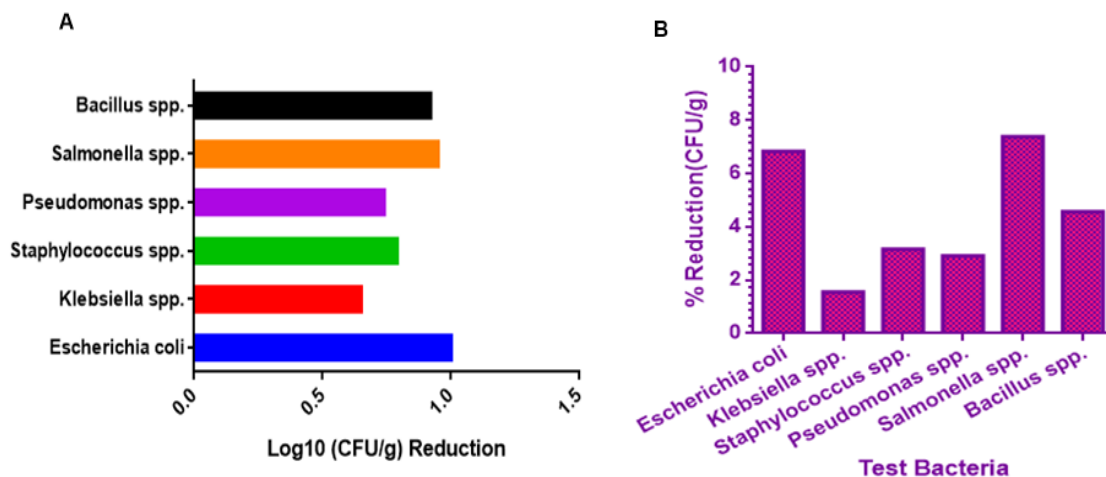 A
Bacillus spp.
Salmonella spp.
Pseudomonas spp.
Staphylococcus spp.
Klebsiella spp.
Escherichia coli
0.0
0.5
1.0
1.5
Log10 (CFU/g) Reduction
B
% Reduction(CFU/g)
10
8
6
4
2
0
Escherichia coli
Klebsiella spp.
Staphylococcus spp.
Pseudomonas spp.
Salmonella spp.
Bacillus spp.
Test Bacteria